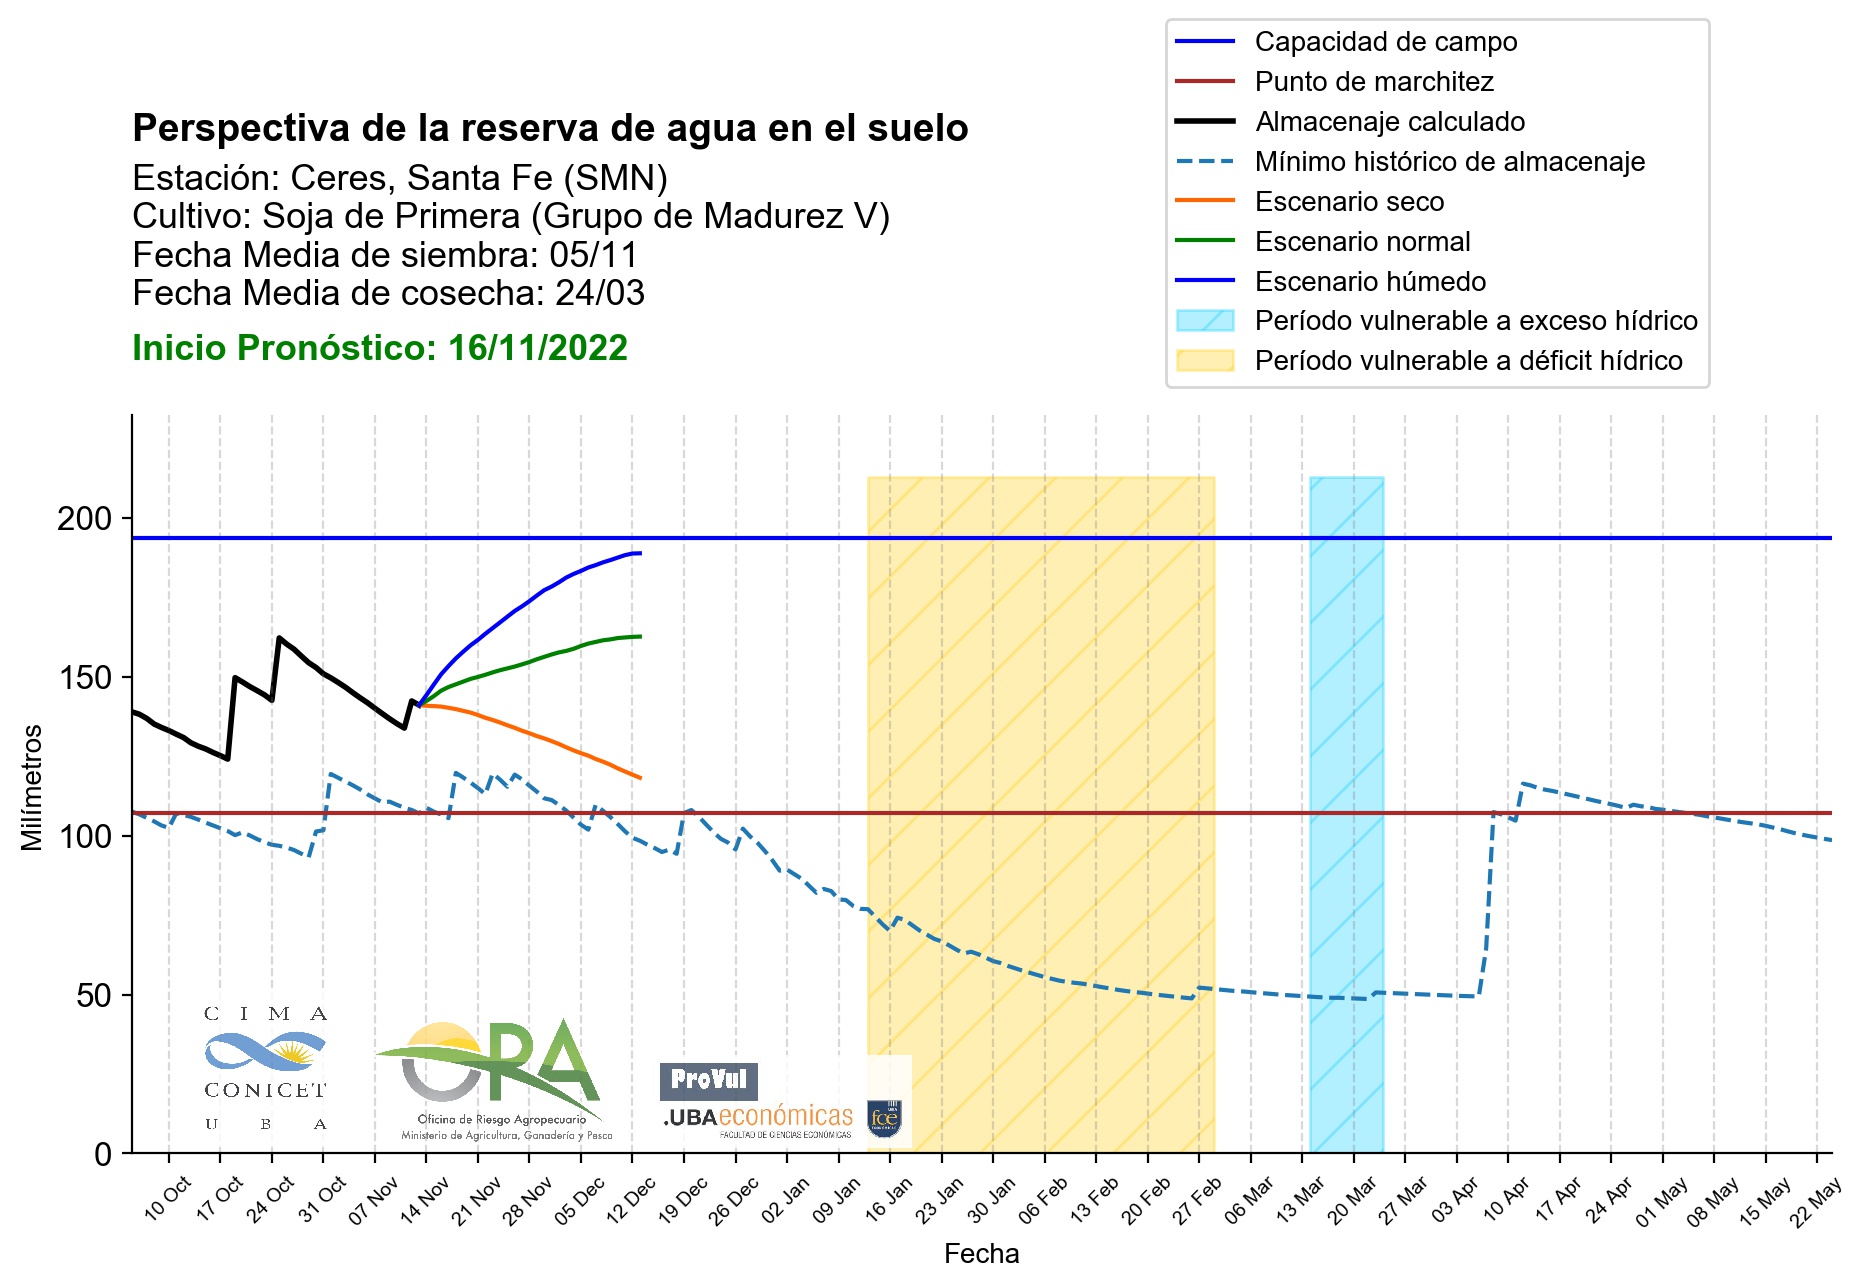 Capacidad de campo
Punto de marchitez
Almacenaje calculado
Mínimo histórico de almacenaje
Escenario seco
Escenario normal
Escenario húmedo
Período vulnerable a exceso hídrico
Período vulnerable a déficit hídrico
Perspectiva de la reserva de agua en el suelo
Estación: Ceres, Santa Fe (SMN)
Cultivo: Soja de Primera (Grupo de Madurez V)
Fecha Media de siembra: 05/11
Fecha Media de cosecha: 24/03
Inicio Pronóstico: 16/11/2022
Milímetros
200
150
100
50
0
C I M A
CONICET
U B A
ORA
Oficina de Riesgo Agropecuario
Ministerio de Agricultura, Ganadería y Pesca
ProVul
.UBAeconómicas
FACULTAD DE CIENCIAS ECONÓMICAS
UBA
fce
ECONÓMICAS
10 Oct
17 Oct
24 Oct
31 Oct
07 Nov
14 Nov
21 Nov
28 Nov
05 Dec
12 Dec
19 Dec
26 Dec
02 Jan
09 Jan
16 Jan
23 Jan
30 Jan
06 Feb
13 Feb
20 Feb
27 Feb
06 Mar
13 Mar
20 Mar
27 Mar
03 Apr
10 Apr
17 Apr
24 Apr
01 May
08 May
15 May
22 May
Fecha